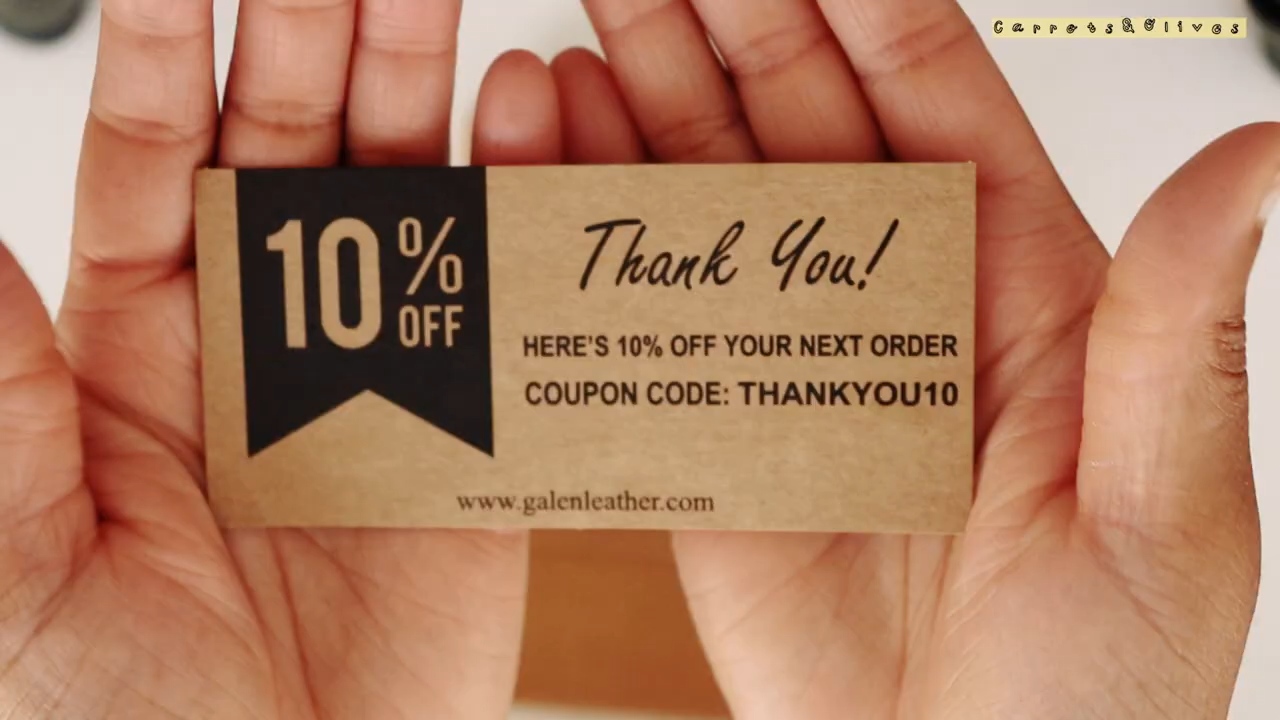 Carrots&Olives
10%
OFF
Thank You!
HERE'S 10% OFF YOUR NEXT ORDER
COUPON CODE: THANKYOU10
www.galenleather.com